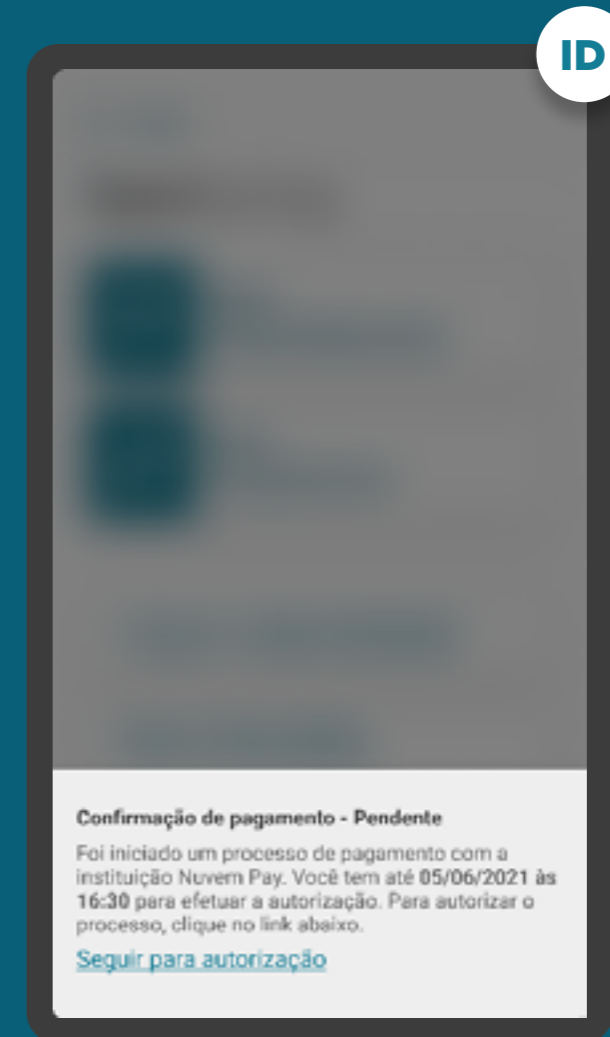 ID
Confirmação de pagamento - Pendente
Foi iniciado um processo de pagamento com a
instituição Nuvem Pay. Você tem até 05/06/2021 às
16:30 para efetuar a autorização. Para autorizar o
processo, clique no link abaixo.
Seguir para autorização